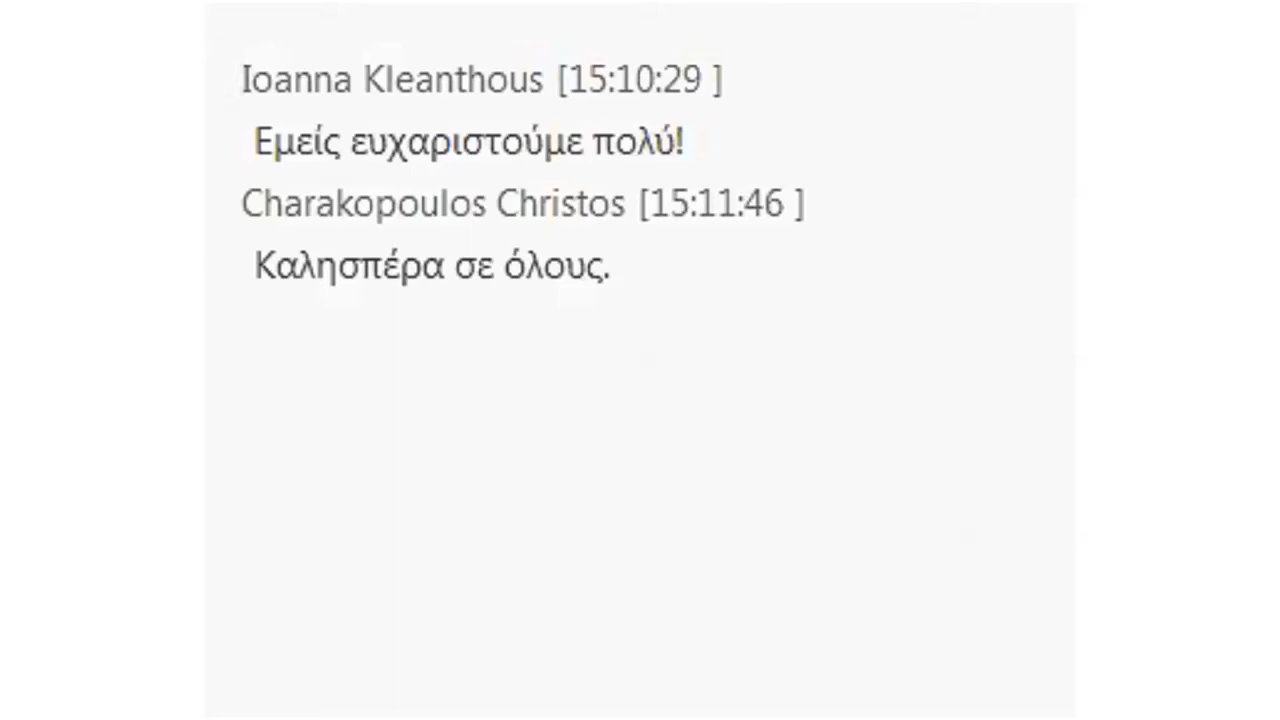 Ioanna Kleanthous [15:10:29 ]
Εμείς ευχαριστούμε πολύ!
Charakopoulos Christos [15:11:46 ]
Καλησπέρα σε όλους.